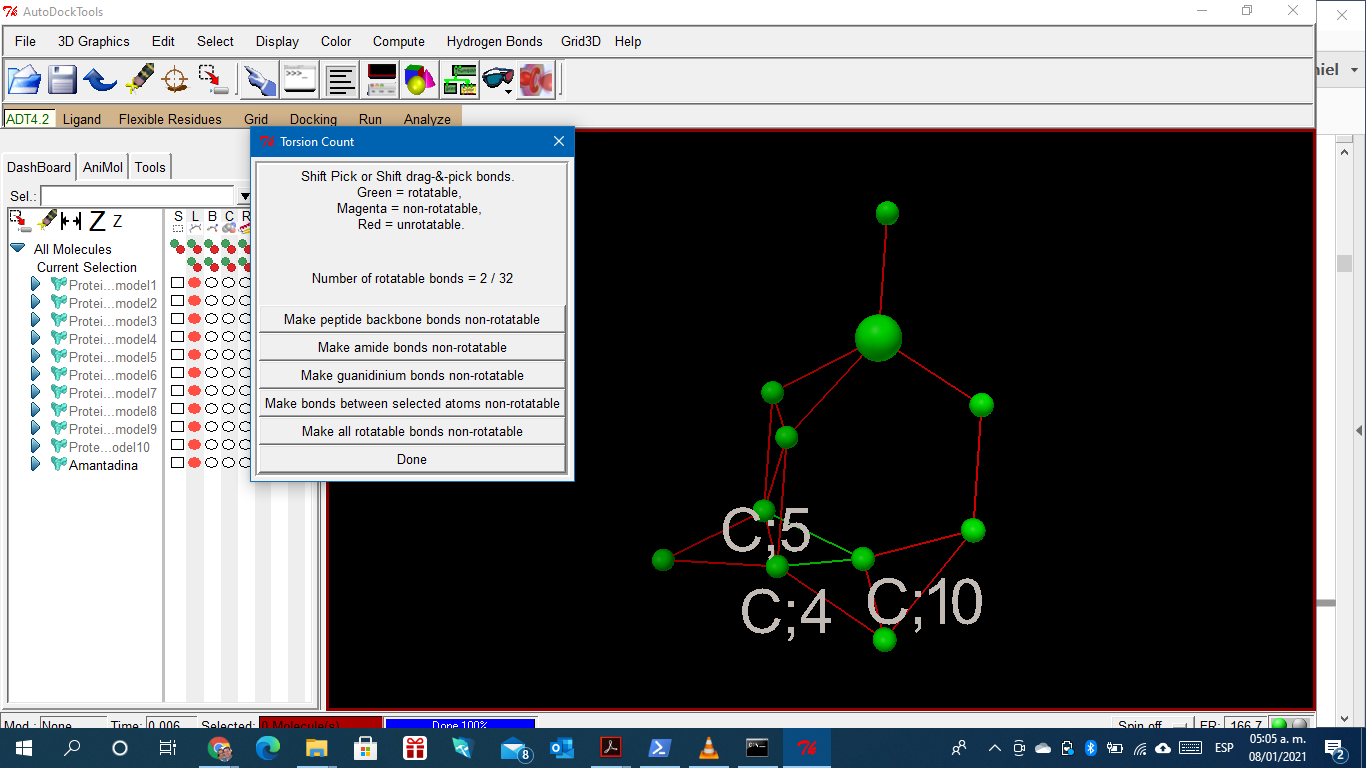 AutoDockTools
File 3D Graphics Edit Select Display Color Compute Hydrogen Bonds Grid3D Help
niel
>>>
ADT4.2 Ligand Flexible Residues Grid Docking Run Analyze
Torsion Count
Shift Pick or Shift drag-&-pick bonds.
Green = rotatable,
Magenta = non-rotatable,
Red = unrotatable.
Number of rotatable bonds = 2 / 32
Make peptide backbone bonds non-rotatable
Make amide bonds non-rotatable
Make guanidinium bonds non-rotatable
Make bonds between selected atoms non-rotatable
Make all rotatable bonds non-rotatable
Done
DashBoard AniMol Tools
Sel.:
Z Z
S L B C R
All Molecules
Current Selection
Protei...model1
Protei...model2
Protei...model3
Protei...model4
Protei...model5
Protei...model6
Protei...model7
Protei...model8
Protei...model9
Prote...odel10
Amantadina
C;5
C;4
C;10
Mod.: None Time: 0.006 Selected: 0 Molecule(s) Done 100% Spin off FR: 166.7
8
ESP
05:05 a. m.
08/01/2021
2